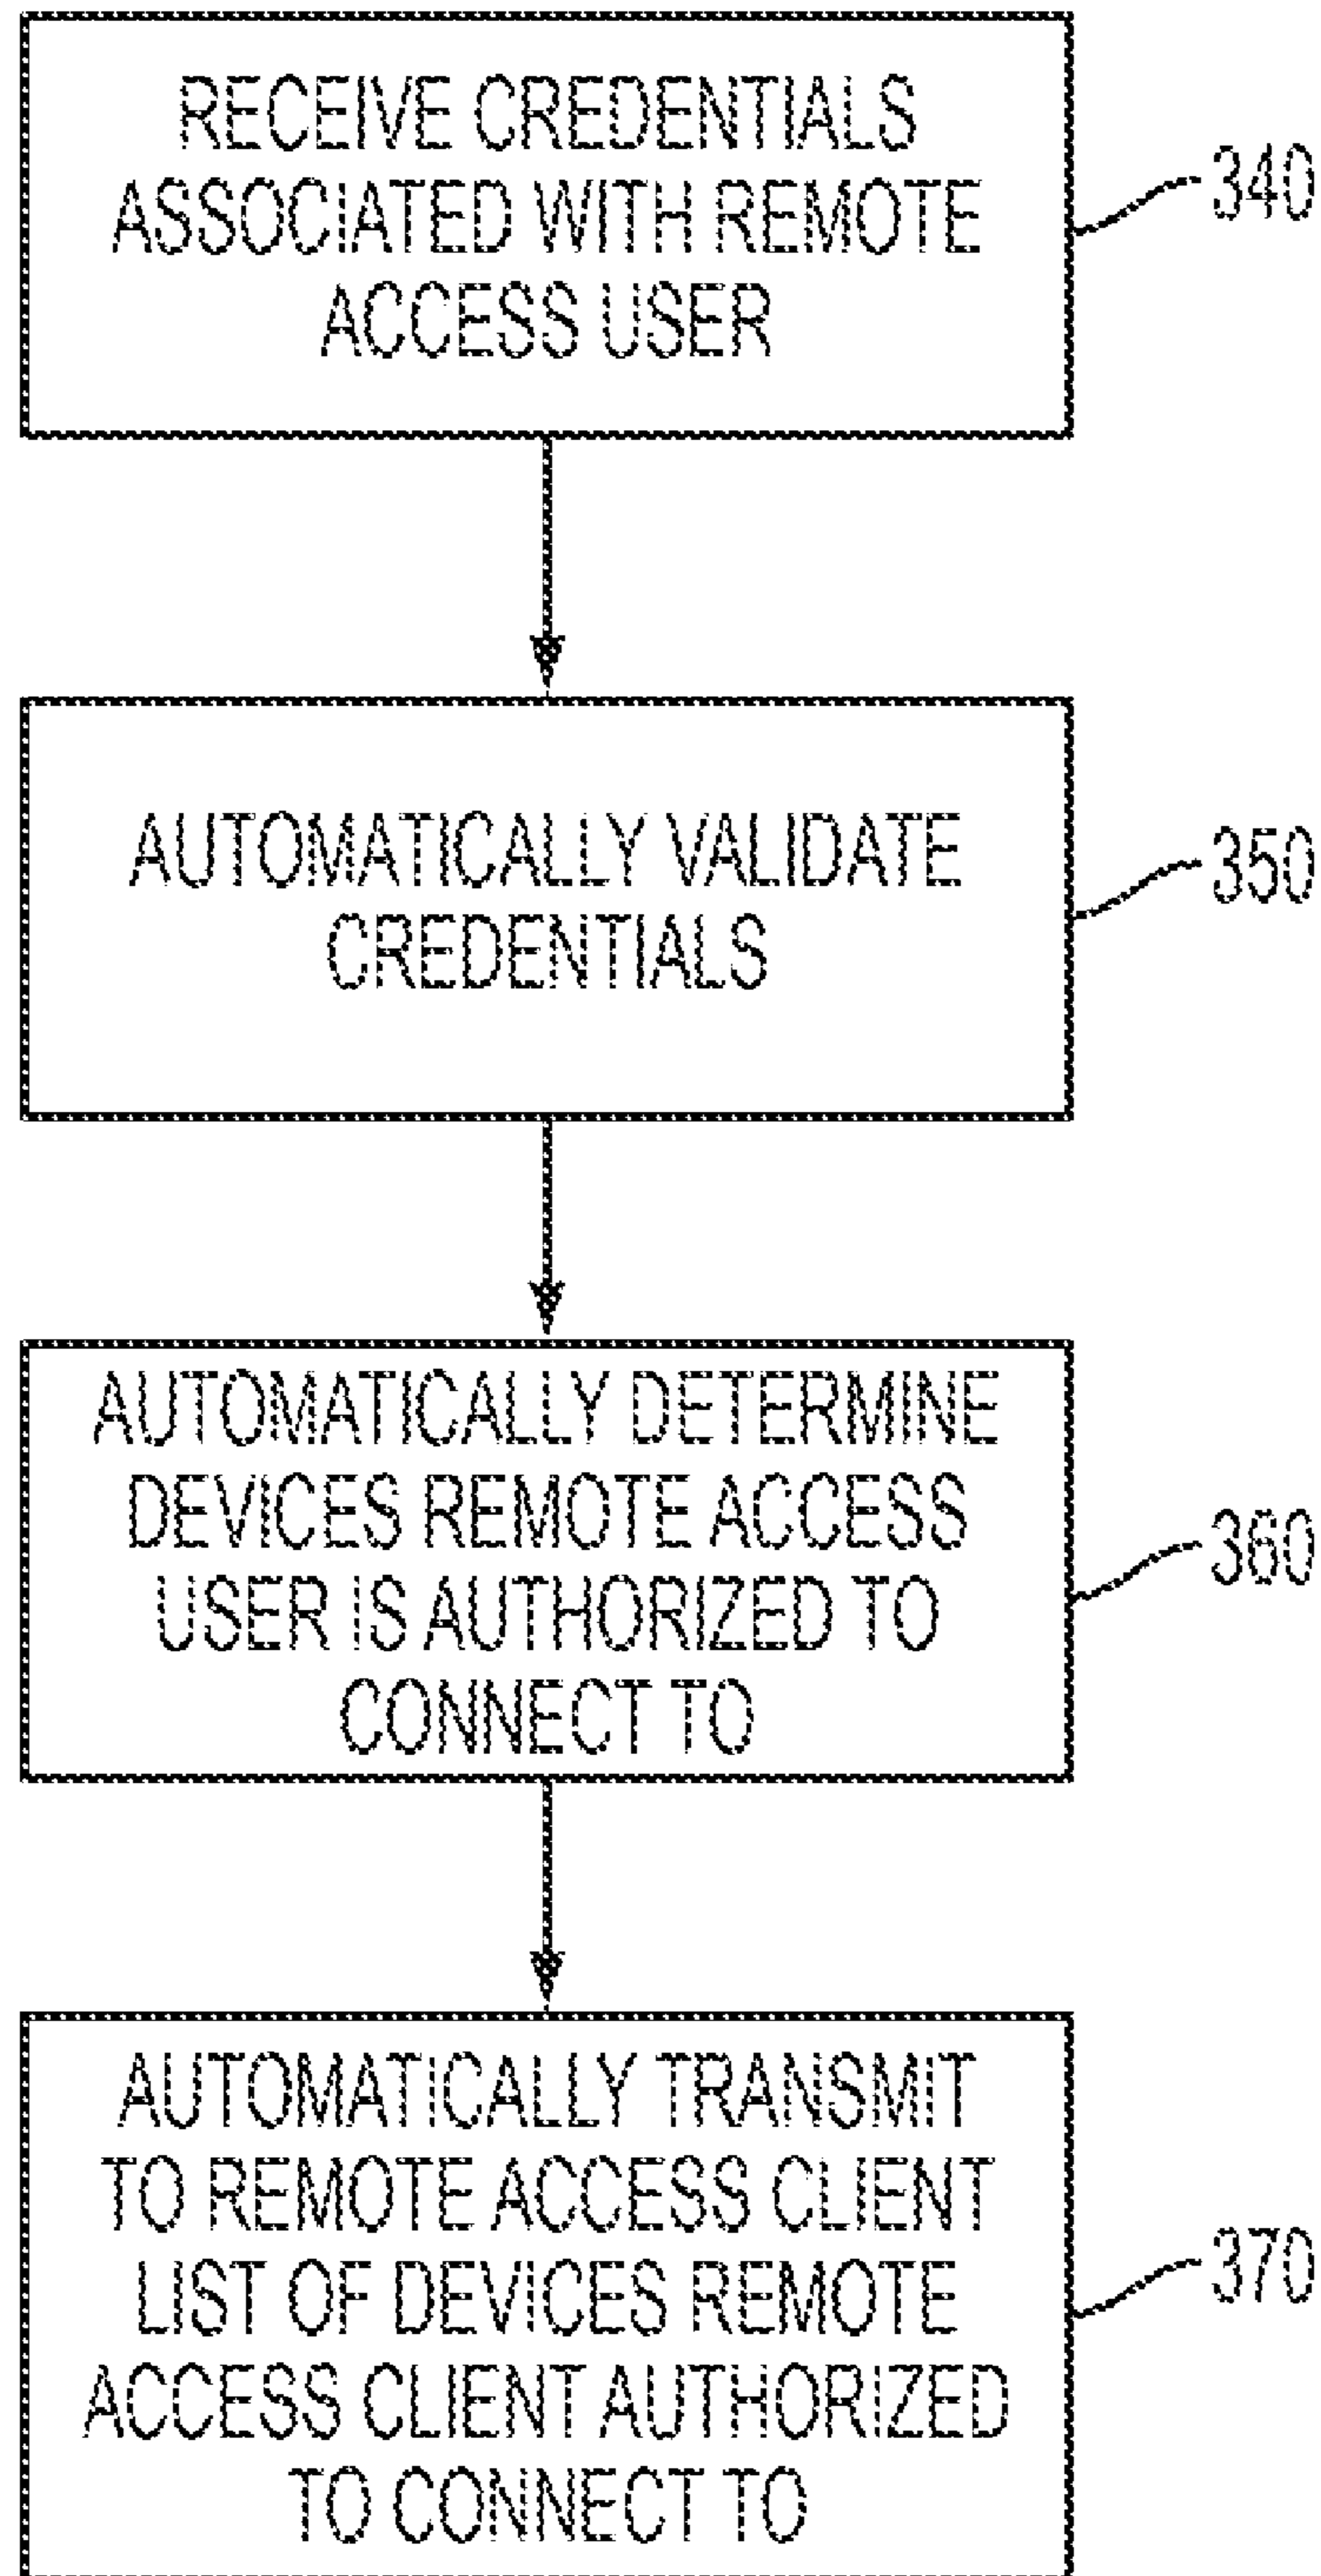 RECEIVE CREDENTIALS
ASSOCIATED WITH REMOTE
ACCESS USER
340
AUTOMATICALLY VALIDATE
CREDENTIALS
350
AUTOMATICALLY DETERMINE
DEVICES REMOTE ACCESS
USER IS AUTHORIZED TO
CONNECT TO
360
AUTOMATICALLY TRANSMIT
TO REMOTE ACCESS CLIENT
LIST OF DEVICES REMOTE
ACCESS CLIENT AUTHORIZED
TO CONNECT TO
370